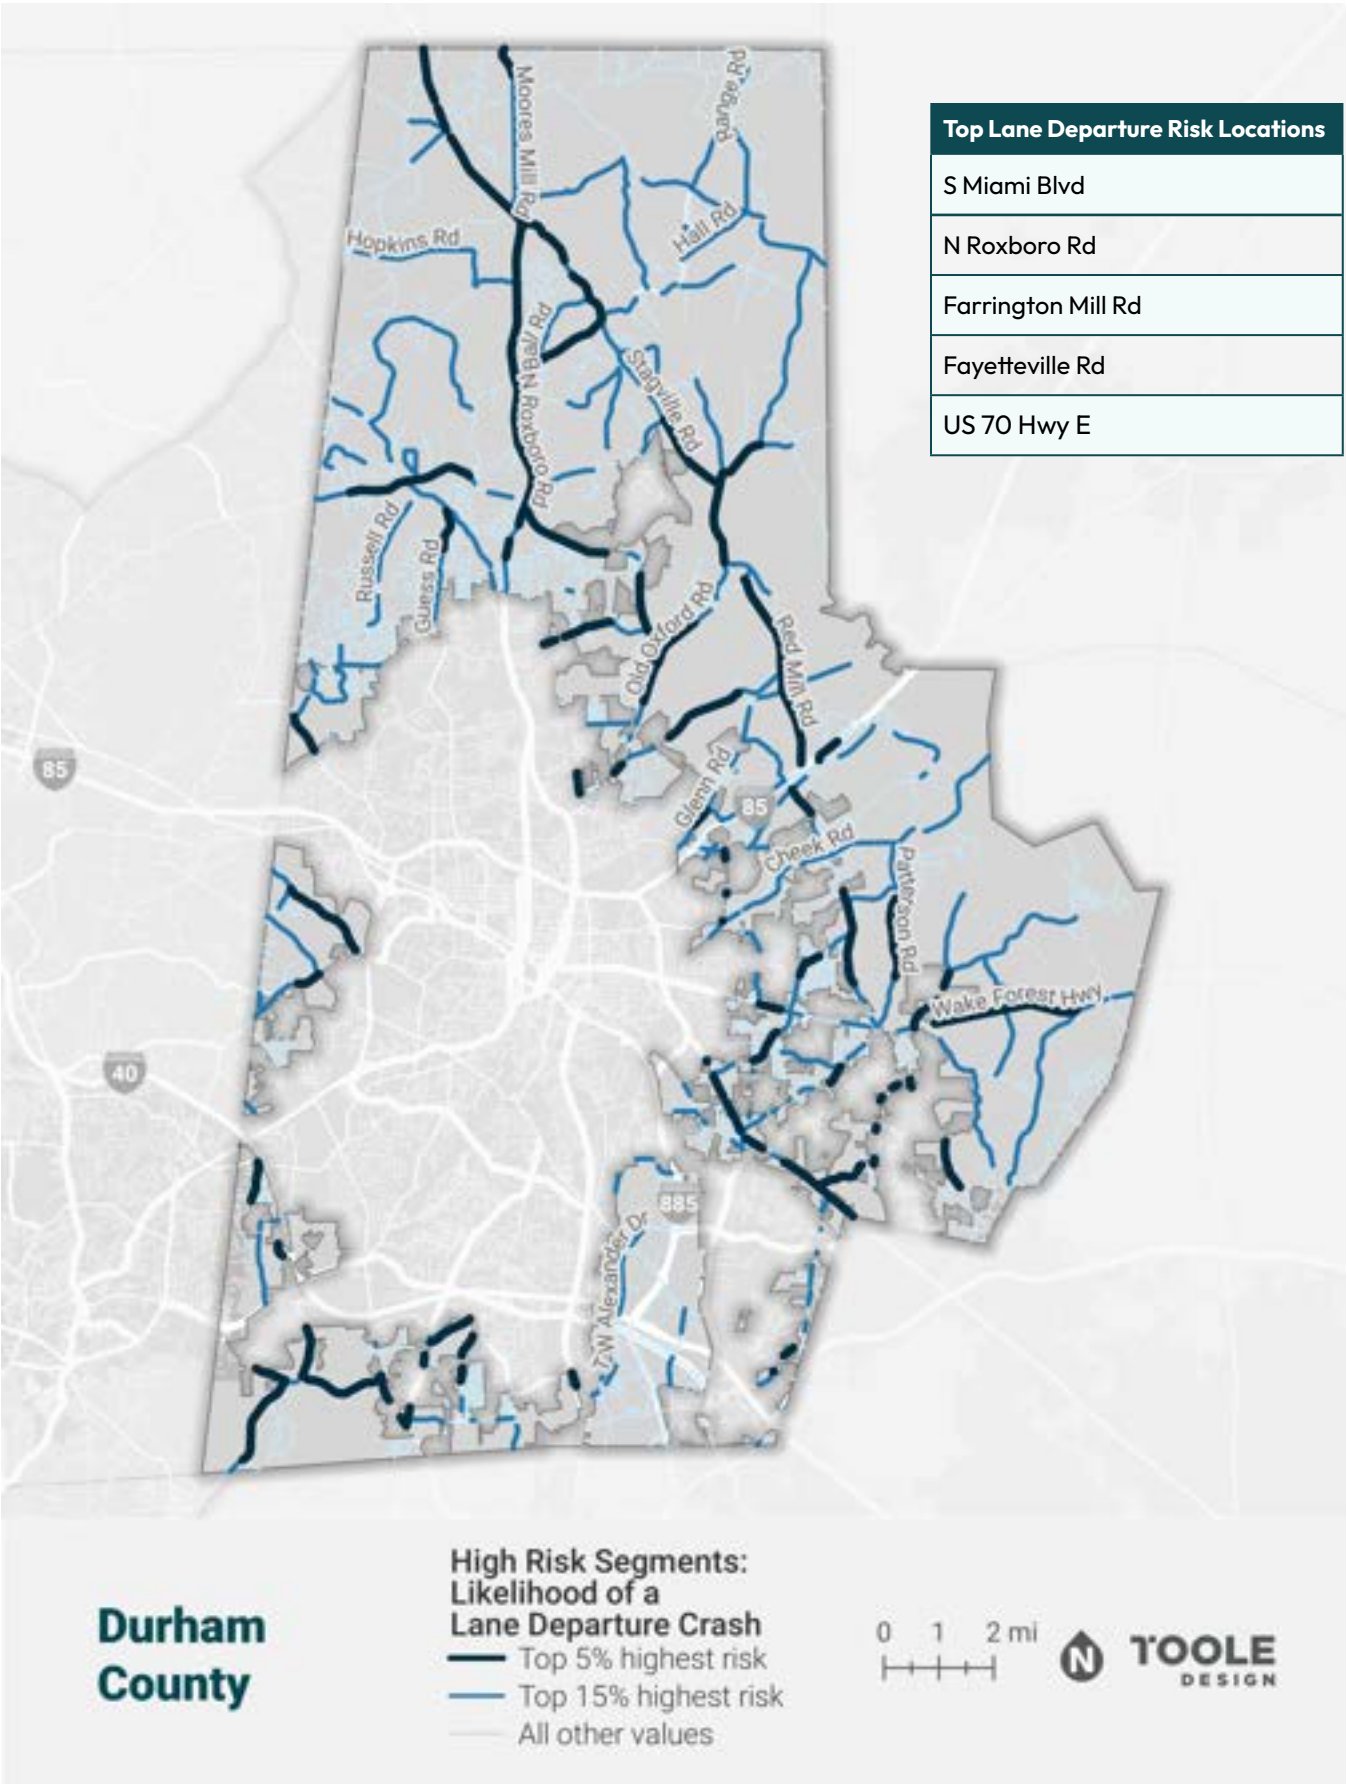 Top Lane Departure Risk Locations
S Miami Blvd
N Roxboro Rd
Farrington Mill Rd
Fayetteville Rd
US 70 Hwy E
Range Rd
Moores Mill Rd
Hall Rd
Hopkins Rd
Ball Rd
N Roxboro Rd
Stagville Rd
Russell Rd
Guess Rd
Old Oxford Rd
Red Mill Rd
85
Glenn Rd
85
Cheek Rd
Patterson Rd
Wake Forest Hwy
40
885
T.W. Alexander Dr
High Risk Segments:
Likelihood of a
Lane Departure Crash
Top 5% highest risk
Top 15% highest risk
All other values
Durham
County
0 1 2 mi
N
TOOLE
DESIGN